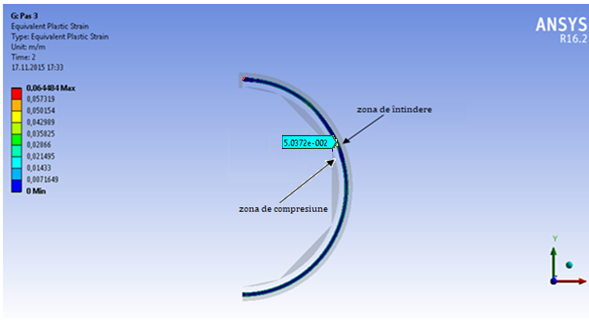 G: Pas 3
Equivalent Plastic Strain
Type: Equivalent Plastic Strain
Unit: m/m
Time: 2
17.11.2015 17:33
0,064484 Max
0,057319
0,050154
0,042989
0,035825
0,02866
0,021495
0,01433
0,0071649
0 Min
ANSYS
R16.2
zona de întindere
5.0372e-002
zona de compresiune
Y